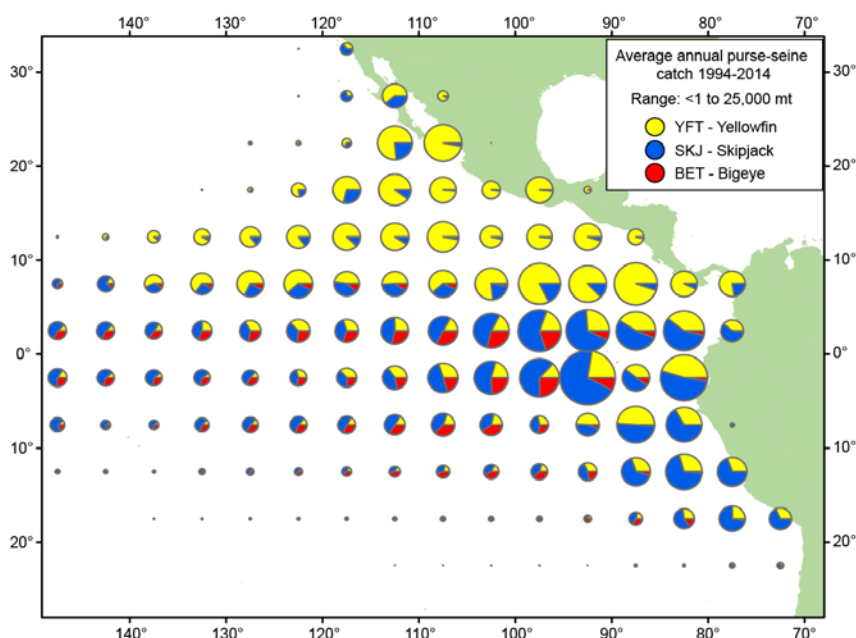 140° 130° 120° 110° 100° 90° 80°
30° 30°
20° 20°
10° 10°
0° 0°
10° 10°
20° 20°
140° 130° 120° 110° 100° 90° 80° 70°
Average annual purse-seine
catch 1994-2014
Range: <1 to 25,000 mt
YFT - Yellowfin
SKJ - Skipjack
BET - Bigeye